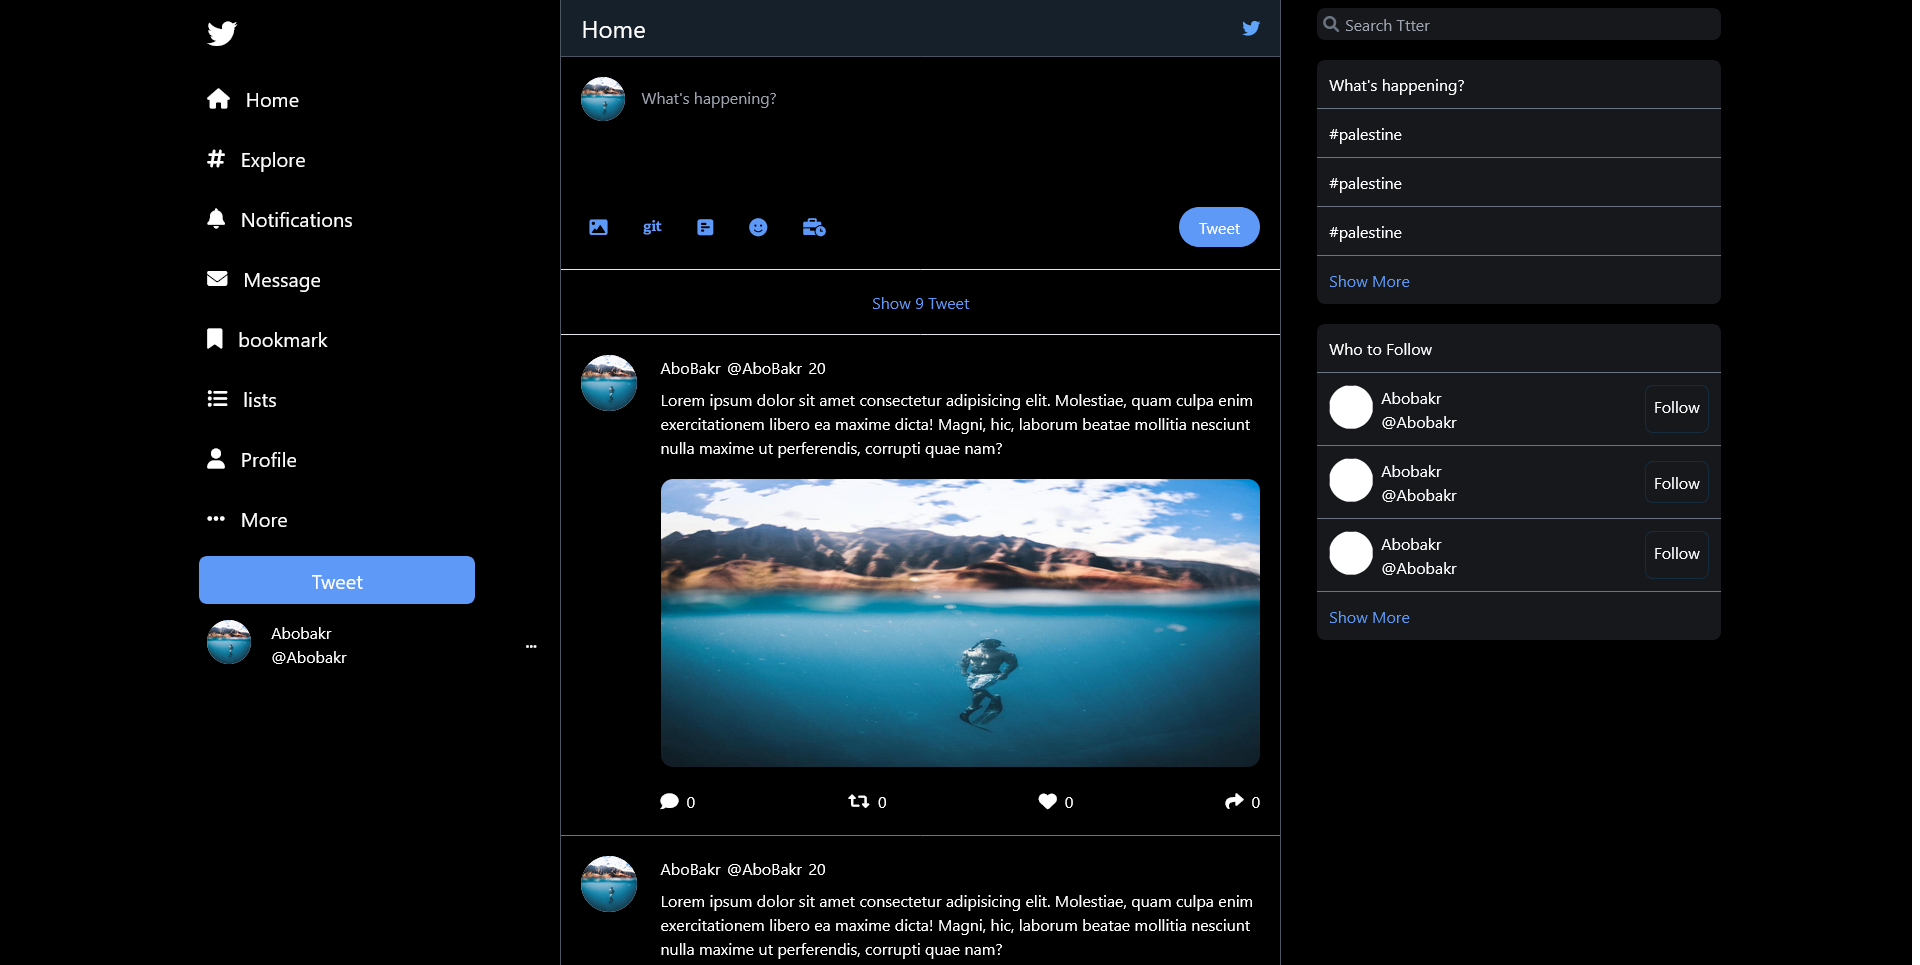 Home
Explore
Notifications
Message
bookmark
lists
Profile
More
Tweet
Abobakr
@Abobakr
Home
What's happening?
git
Tweet
Show 9 Tweet
AboBakr @AboBakr 20
Lorem ipsum dolor sit amet consectetur adipisicing elit. Molestiae, quam culpa enim
exercitationem libero ea maxime dicta! Magni, hic, laborum beatae mollitia nesciunt
nulla maxime ut perferendis, corrupti quae nam?
0 0 0 0
AboBakr @AboBakr 20
Lorem ipsum dolor sit amet consectetur adipisicing elit. Molestiae, quam culpa enim
exercitationem libero ea maxime dicta! Magni, hic, laborum beatae mollitia nesciunt
nulla maxime ut perferendis, corrupti quae nam?
Search Ttter
What's happening?
#palestine
#palestine
#palestine
Show More
Who to Follow
Abobakr
@Abobakr
Follow
Abobakr
@Abobakr
Follow
Abobakr
@Abobakr
Follow
Show More